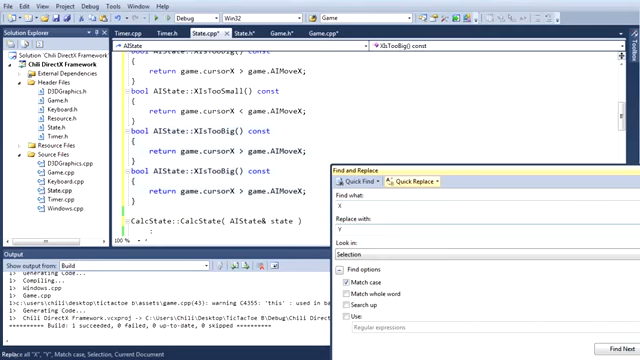 File Edit View Project Build Debug Window Help
Debug Win32 Game
Solution Explorer
Timer.cpp Timer.h State.cpp* State.h* Game.h* Game.cpp*
AIState XIsTooBig() const
Toolbox
Solution 'Chili DirectX Framework'
Chili DirectX Framework
External Dependencies
Header Files
D3DGraphics.h
Game.h
Keyboard.h
Resource.h
State.h
Timer.h
Resource Files
Source Files
D3DGraphics.cpp
Game.cpp
Keyboard.cpp
State.cpp
Timer.cpp
Windows.cpp
bool AIState::XIsTooBig() const
{
return game.cursorX > game.AIMoveX;
}
bool AIState::XIsTooSmall() const
{
return game.cursorX < game.AIMoveX;
}
bool AIState::XIsTooBig() const
{
return game.cursorX > game.AIMoveX;
}
bool AIState::XIsTooBig() const
{
return game.cursorX > game.AIMoveX;
}
CalcState::CalcState( AIState& state )
:
100 %
Find and Replace
Quick Find Quick Replace
Find what:
X
Replace with:
Y
Look in:
Selection
Find options
Match case
Match whole word
Search up
Use:
Regular expressions
Find Next
Output
Show output from: Build
1> Generating Code...
1> Compiling...
1> Windows.cpp
1> Game.cpp
1>c:\users\chili\desktop\tictactoe b\assets\game.cpp(43): warning C4355: 'this' : used in ba
1> Generating Code...
1> Chili DirectX Framework.vcxproj -> C:\Users\Chili\Desktop\TicTacToe B\Debug\Chili Direct
========== Build: 1 succeeded, 0 failed, 0 up-to-date, 0 skipped ==========
Replace all "X", "Y", Match case, Selection, Current Document